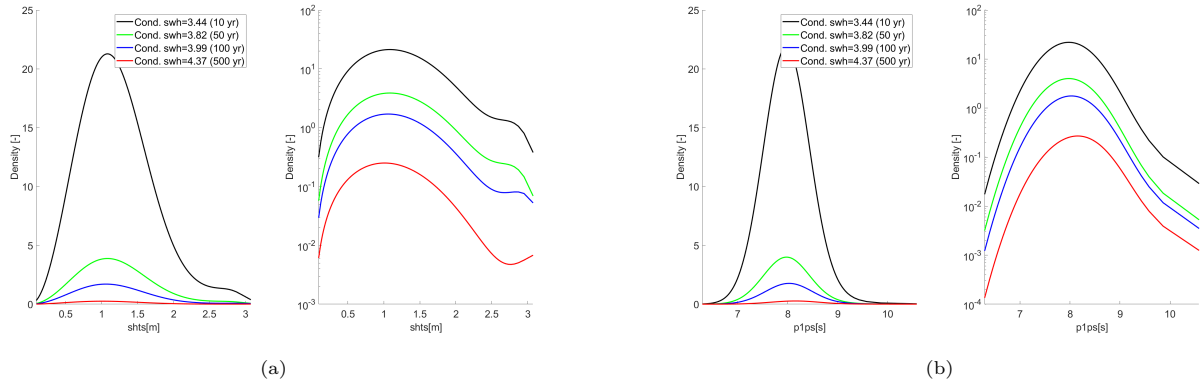 25
20
15
10
5
0
Density [-]
0.5 1 1.5 2 2.5 3
shts[m]
Cond. swh=3.44 (10 yr)
Cond. swh=3.82 (50 yr)
Cond. swh=3.99 (100 yr)
Cond. swh=4.37 (500 yr)
10^2
10^1
10^0
10^-1
10^-2
10^-3
Density [-]
0.5 1 1.5 2 2.5 3
shts[m]
(a)
25
20
15
10
5
0
Density [-]
7 8 9 10
p1ps[s]
Cond. swh=3.44 (10 yr)
Cond. swh=3.82 (50 yr)
Cond. swh=3.99 (100 yr)
Cond. swh=4.37 (500 yr)
10^2
10^1
10^0
10^-1
10^-2
10^-3
10^-4
Density [-]
7 8 9 10
p1ps[s]
(b)